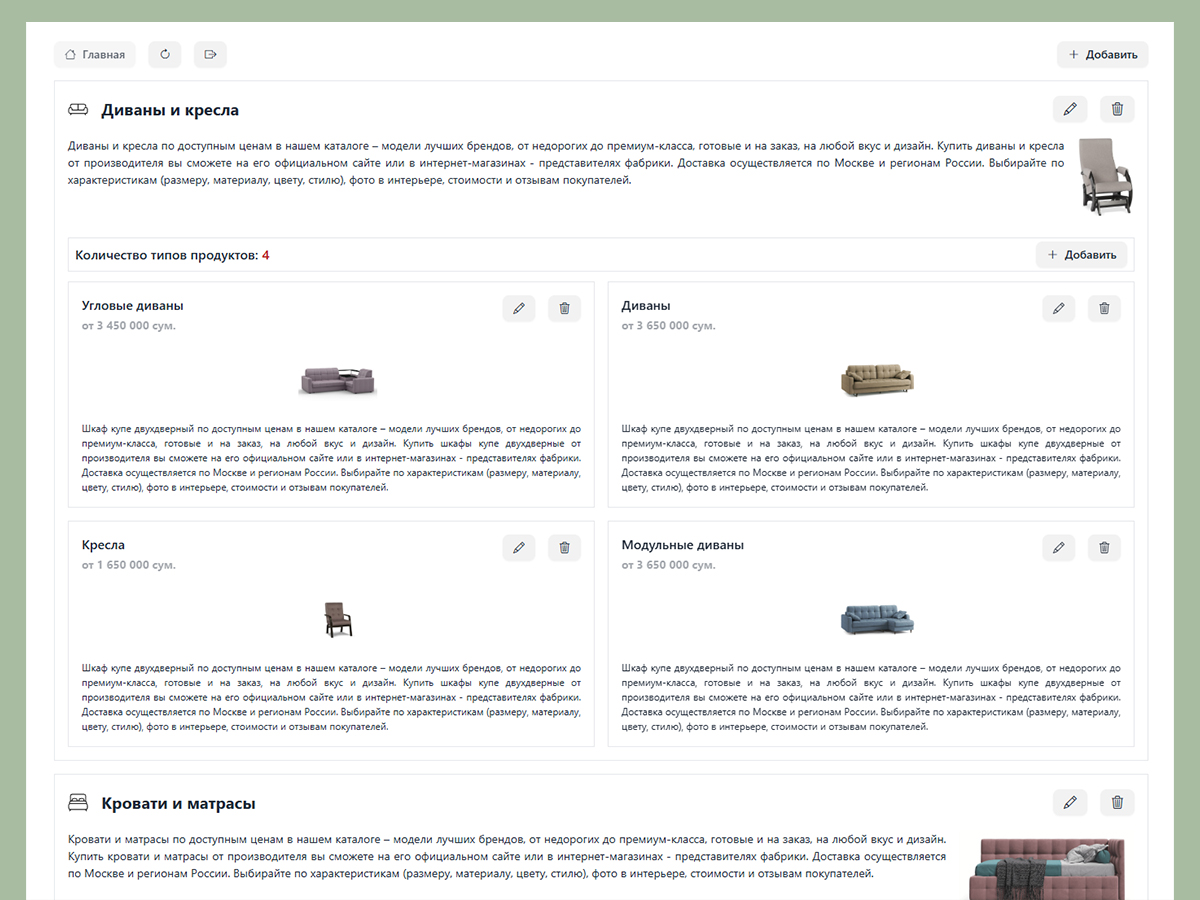 Главная
Добавить
Диваны и кресла
Диваны и кресла по доступным ценам в нашем каталоге – модели лучших брендов, от недорогих до премиум-класса, готовые и на заказ, на любой вкус и дизайн. Купить диваны и кресла
от производителя вы сможете на его официальном сайте или в интернет-магазинах - представителях фабрики. Доставка осуществляется по Москве и регионам России. Выбирайте по
характеристикам (размеру, материалу, цвету, стилю), фото в интерьере, стоимости и отзывам покупателей.
Количество типов продуктов: 4
Добавить
Угловые диваны
от 3 450 000 сум.
Шкаф купе двухдверный по доступным ценам в нашем каталоге – модели лучших брендов, от недорогих до
премиум-класса, готовые и на заказ, на любой вкус и дизайн. Купить шкафы купе двухдверные от
производителя вы сможете на его официальном сайте или в интернет-магазинах - представителях фабрики.
Доставка осуществляется по Москве и регионам России. Выбирайте по характеристикам (размеру, материалу,
цвету, стилю), фото в интерьере, стоимости и отзывам покупателей.
Диваны
от 3 650 000 сум.
Шкаф купе двухдверный по доступным ценам в нашем каталоге – модели лучших брендов, от недорогих до
премиум-класса, готовые и на заказ, на любой вкус и дизайн. Купить шкафы купе двухдверные от
производителя вы сможете на его официальном сайте или в интернет-магазинах - представителях фабрики.
Доставка осуществляется по Москве и регионам России. Выбирайте по характеристикам (размеру, материалу,
цвету, стилю), фото в интерьере, стоимости и отзывам покупателей.
Кресла
от 1 650 000 сум.
Шкаф купе двухдверный по доступным ценам в нашем каталоге – модели лучших брендов, от недорогих до
премиум-класса, готовые и на заказ, на любой вкус и дизайн. Купить шкафы купе двухдверные от
производителя вы сможете на его официальном сайте или в интернет-магазинах - представителях фабрики.
Доставка осуществляется по Москве и регионам России. Выбирайте по характеристикам (размеру, материалу,
цвету, стилю), фото в интерьере, стоимости и отзывам покупателей.
Модульные диваны
от 3 650 000 сум.
Шкаф купе двухдверный по доступным ценам в нашем каталоге – модели лучших брендов, от недорогих до
премиум-класса, готовые и на заказ, на любой вкус и дизайн. Купить шкафы купе двухдверные от
производителя вы сможете на его официальном сайте или в интернет-магазинах - представителях фабрики.
Доставка осуществляется по Москве и регионам России. Выбирайте по характеристикам (размеру, материалу,
цвету, стилю), фото в интерьере, стоимости и отзывам покупателей.
Кровати и матрасы
Кровати и матрасы по доступным ценам в нашем каталоге – модели лучших брендов, от недорогих до премиум-класса, готовые и на заказ, на любой вкус и дизайн.
Купить кровати и матрасы от производителя вы сможете на его официальном сайте или в интернет-магазинах - представителях фабрики. Доставка осуществляется
по Москве и регионам России. Выбирайте по характеристикам (размеру, материалу, цвету, стилю), фото в интерьере, стоимости и отзывам покупателей.